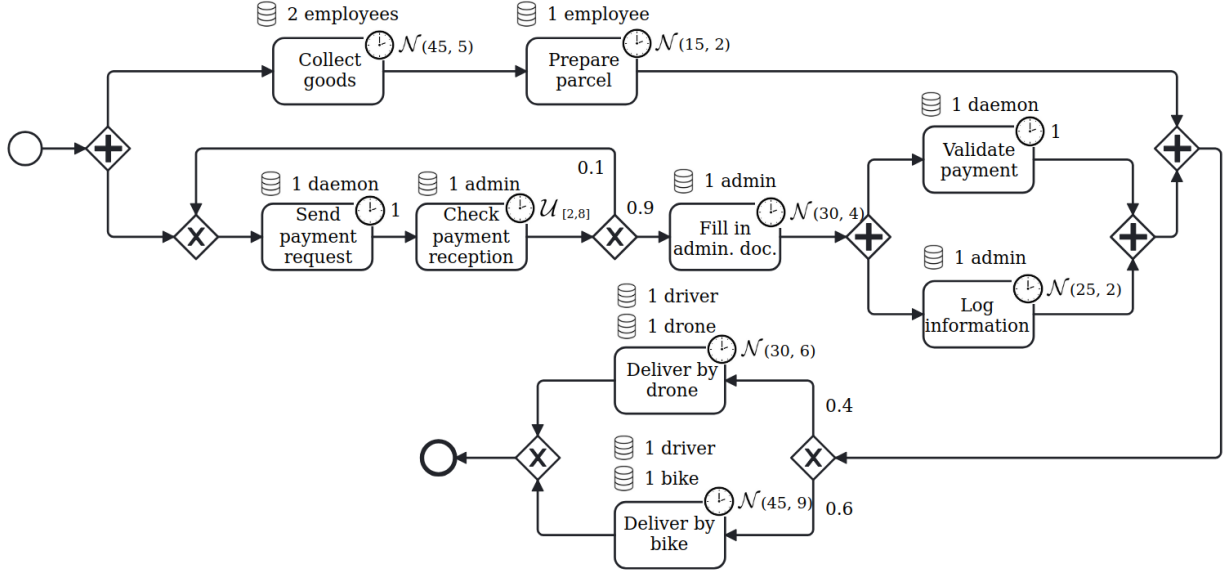 2 employees
1 employee
𝒩(45, 5)
𝒩(15, 2)
Collect
goods
Prepare
parcel
1 daemon
1
Validate
payment
0.1
1 daemon
1 admin
1 admin
1
𝒰 [2,8]
0.9
𝒩(30, 4)
Send
payment
request
Check
payment
reception
Fill in
admin. doc.
1 admin
𝒩(25, 2)
Log
information
1 driver
1 drone
𝒩(30, 6)
Deliver by
drone
0.4
1 driver
1 bike
𝒩(45, 9)
0.6
Deliver by
bike